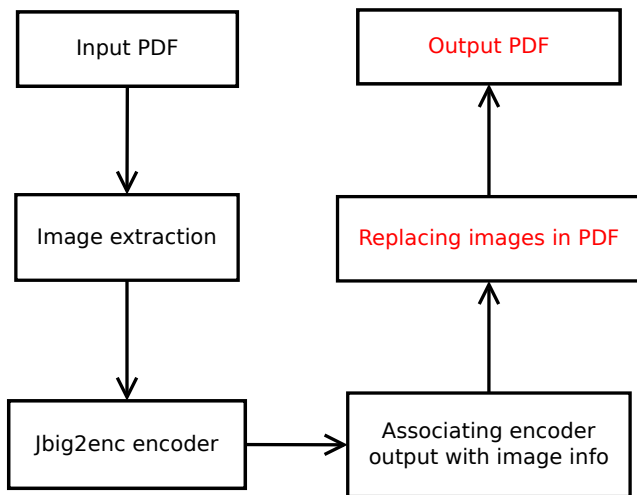 Input PDF
Image extraction
Jbig2enc encoder
Associating encoder
output with image info
Replacing images in PDF
Output PDF